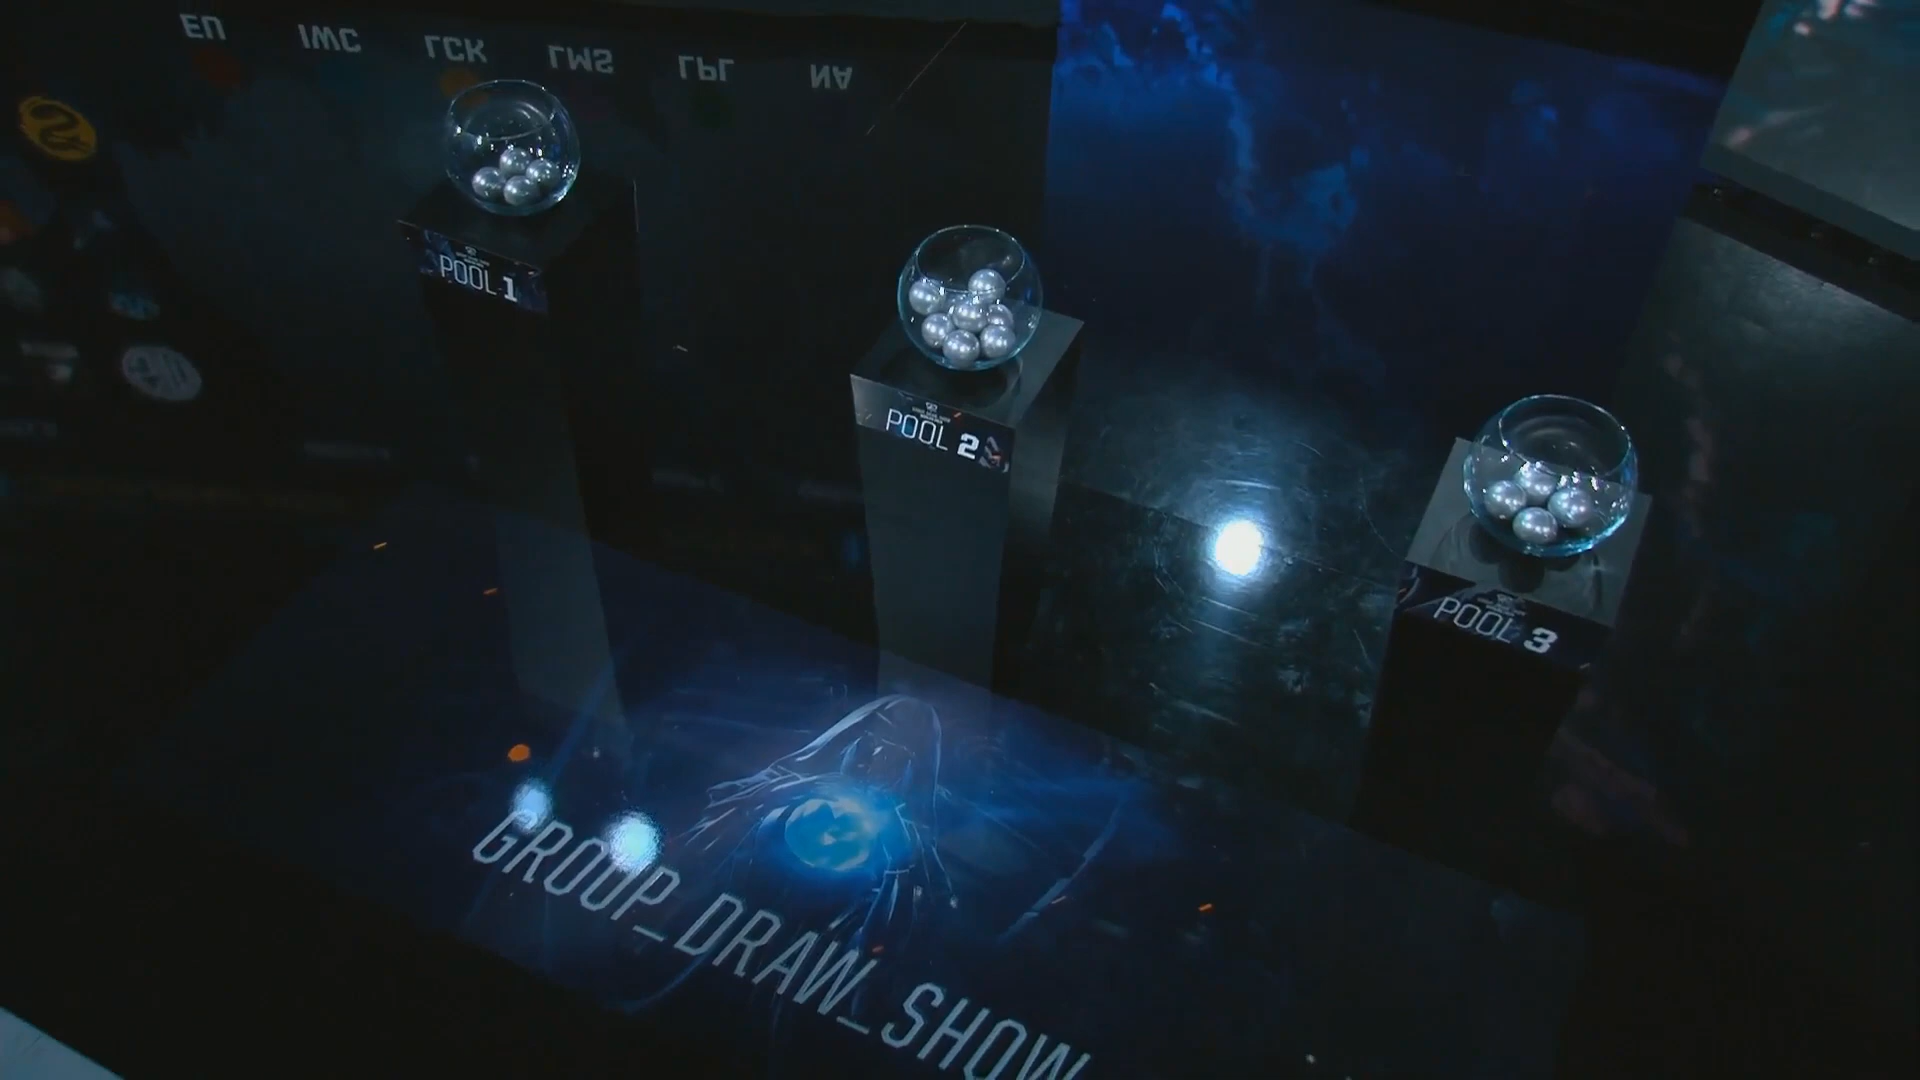 EU
IWC
LCK
LMS
LPL
NA
POOL 1
POOL 2
POOL 3
GROUP_DRAW_SHOW